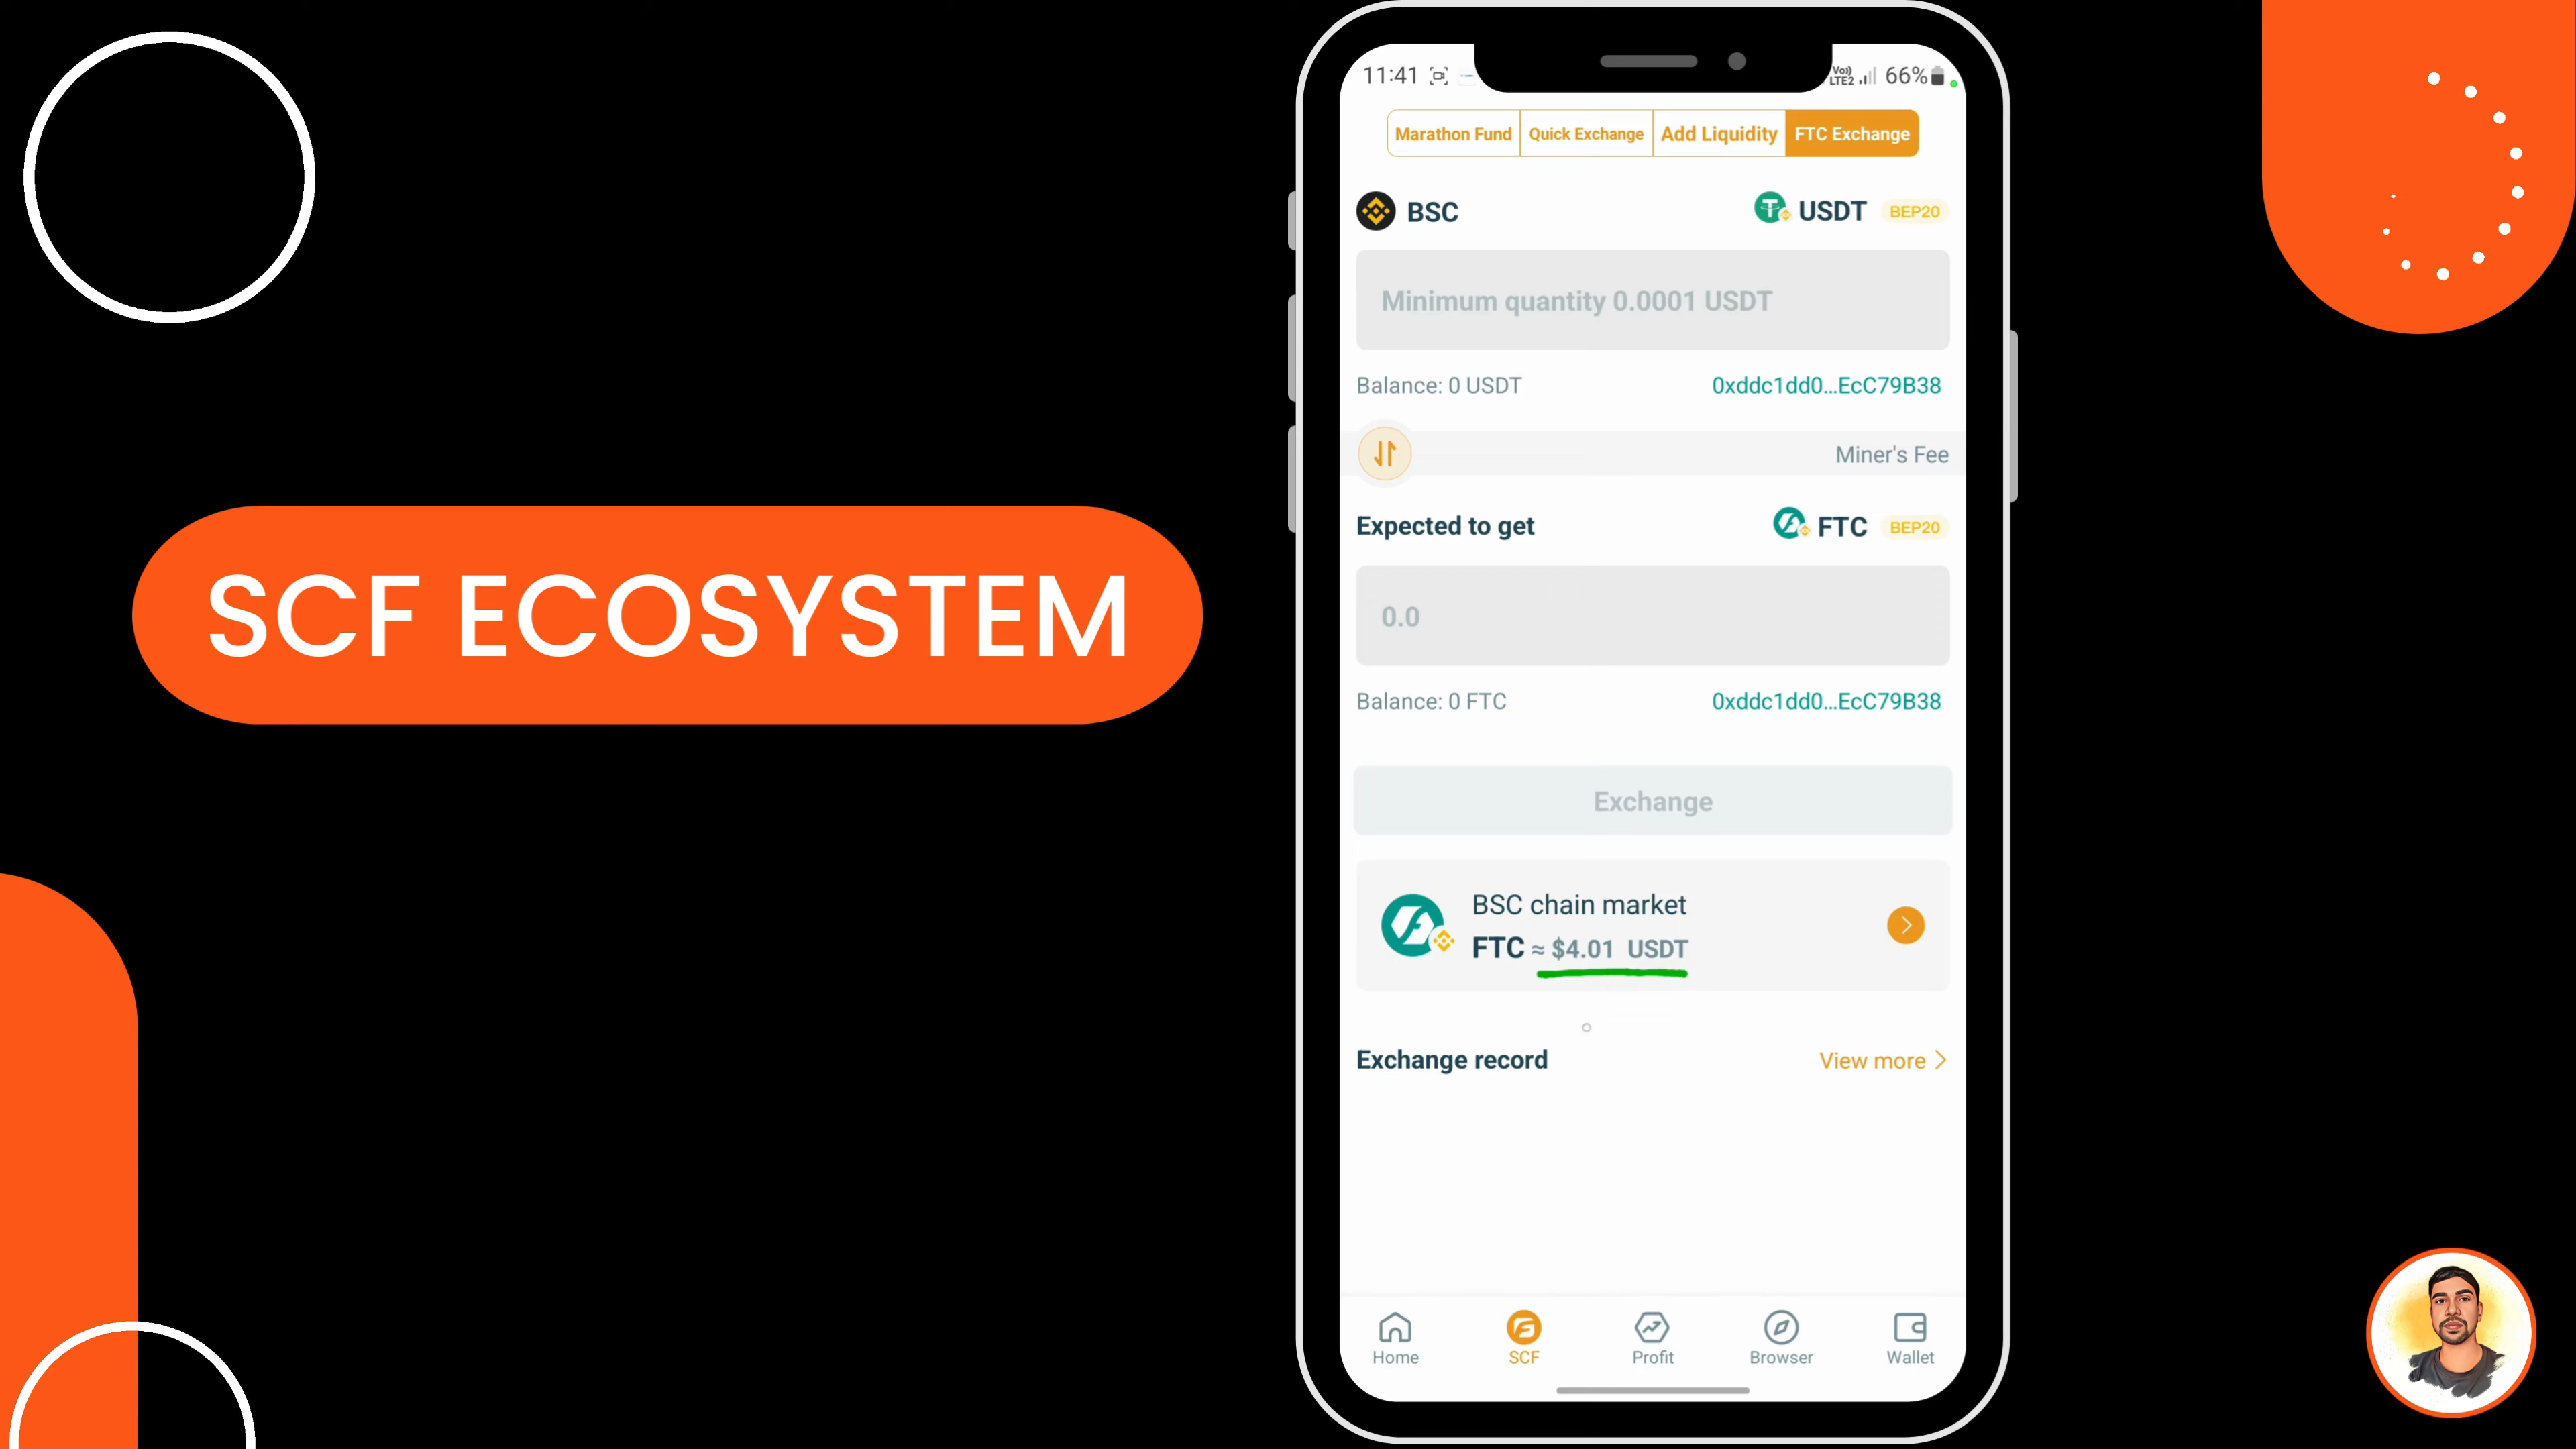 SCF ECOSYSTEM
11:41
Vo)) LTE2 66%
Marathon Fund Quick Exchange Add Liquidity FTC Exchange
BSC USDT BEP20
Minimum quantity 0.0001 USDT
Balance: 0 USDT 0xddc1dd0...EcC79B38
Miner's Fee
Expected to get FTC BEP20
0.0
Balance: 0 FTC 0xddc1dd0...EcC79B38
Exchange
BSC chain market
FTC ≈ $4.01 USDT
Exchange record View more
Home SCF Profit Browser Wallet